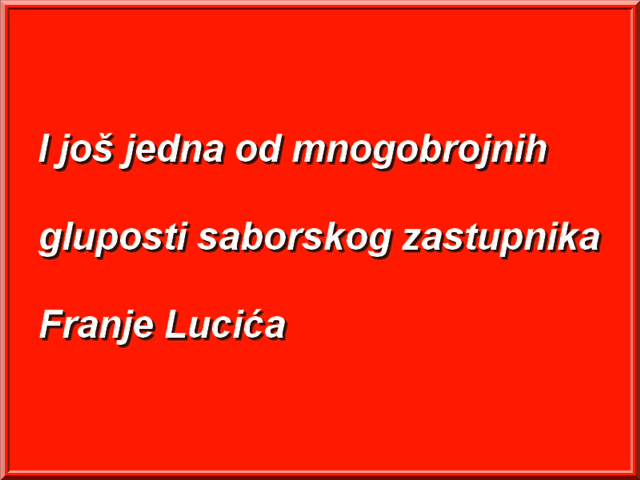 I još jedna od mnogobrojnih
gluposti saborskog zastupnika
Franje Lucića